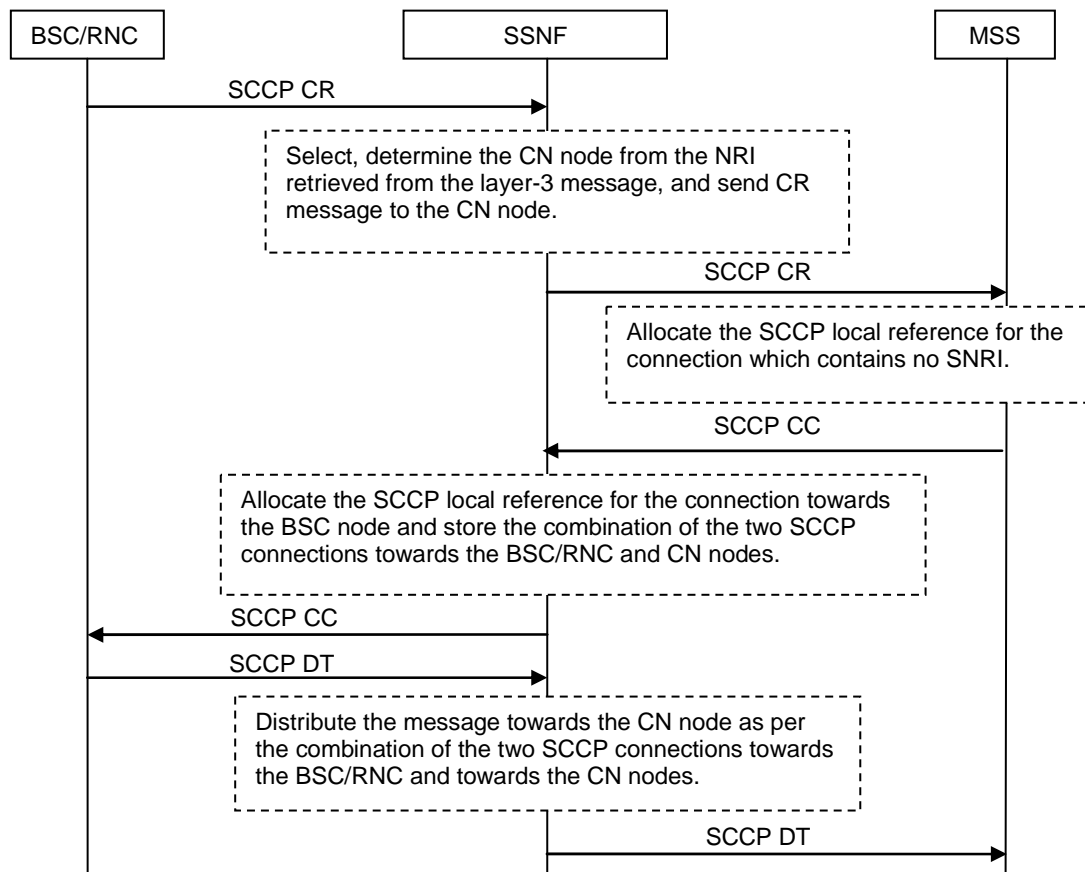 BSC/RNC
SSNF
MSS
SCCP CR
Select, determine the CN node from the NRI
retrieved from the layer-3 message, and send CR
message to the CN node.
SCCP CR
Allocate the SCCP local reference for the
connection which contains no SNRI.
SCCP CC
Allocate the SCCP local reference for the connection towards
the BSC node and store the combination of the two SCCP
connections towards the BSC/RNC and CN nodes.
SCCP CC
SCCP DT
Distribute the message towards the CN node as per
the combination of the two SCCP connections towards
the BSC/RNC and towards the CN nodes.
SCCP DT